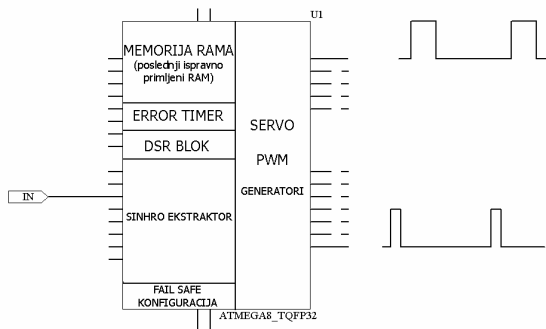 U1
MEMORIJA RAMA
(poslednji ispravno
primljeni RAM)
ERROR TIMER
DSR BLOK
SERVO
PWM
GENERATORI
IN
SINHRO EKSTRAKTOR
FAIL SAFE
KONFIGURACIJA
ATMEGA8_TQFP32